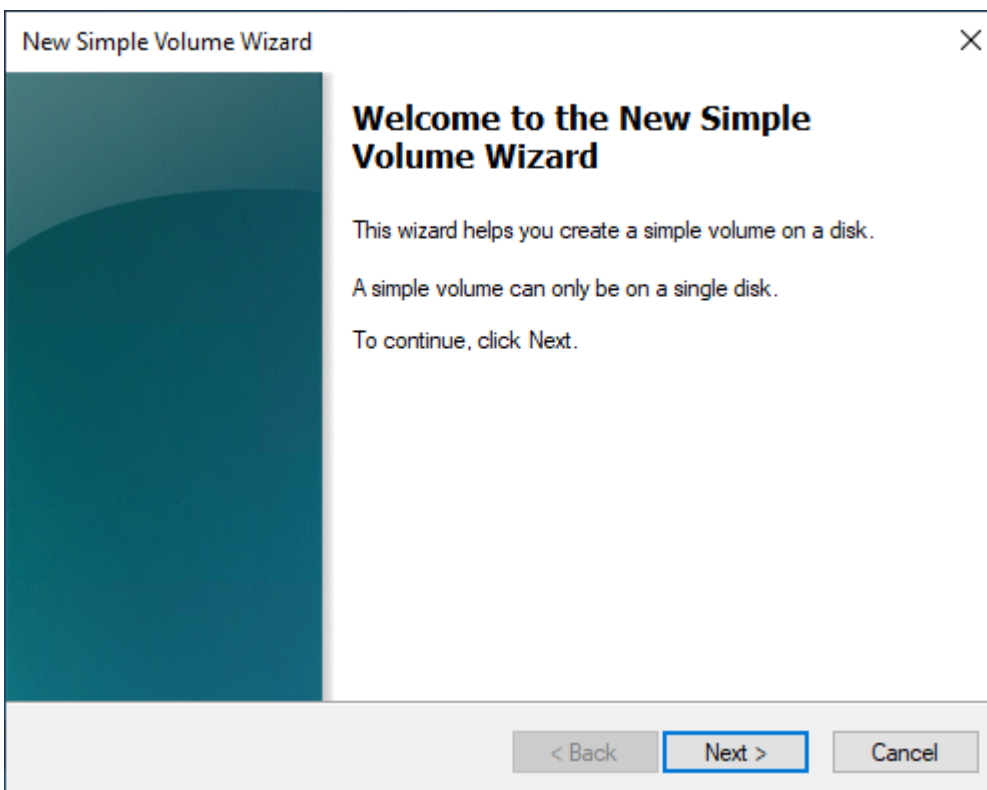 New Simple Volume Wizard
Welcome to the New Simple
Volume Wizard
This wizard helps you create a simple volume on a disk.
A simple volume can only be on a single disk.
To continue, click Next.
< Back
Next >
Cancel